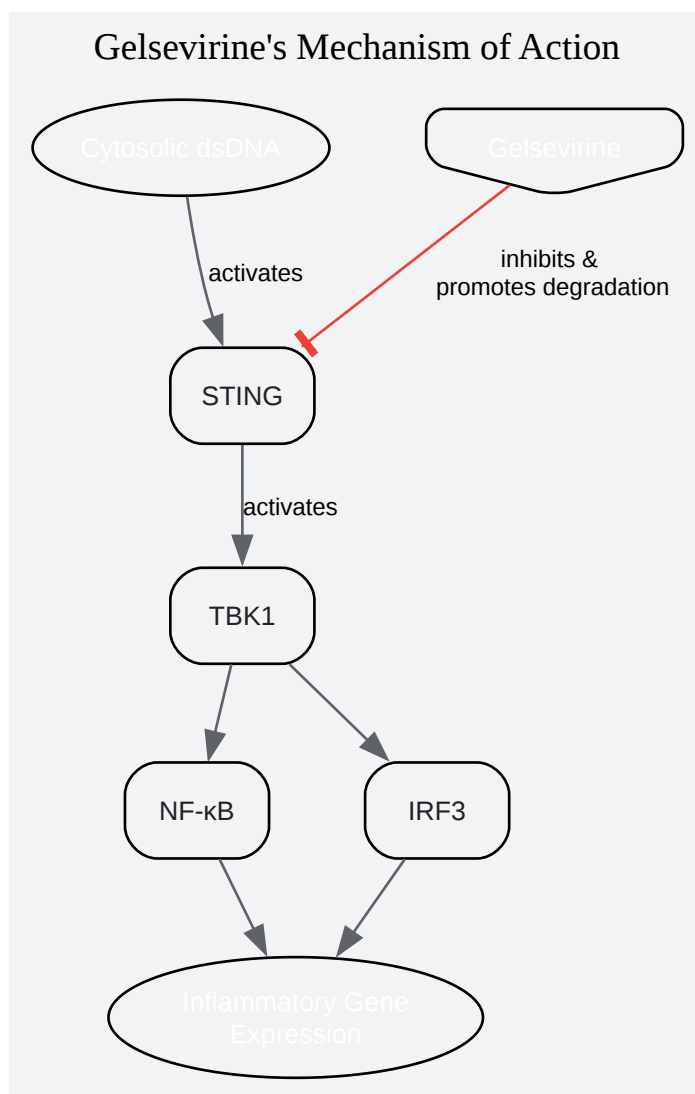 Gelsevirine's Mechanism of Action
Cytosolic dsDNA
Gelsevirine
activates
inhibits &
promotes degradation
STING
activates
TBK1
NF-κB
IRF3
Inflammatory Gene
Expression